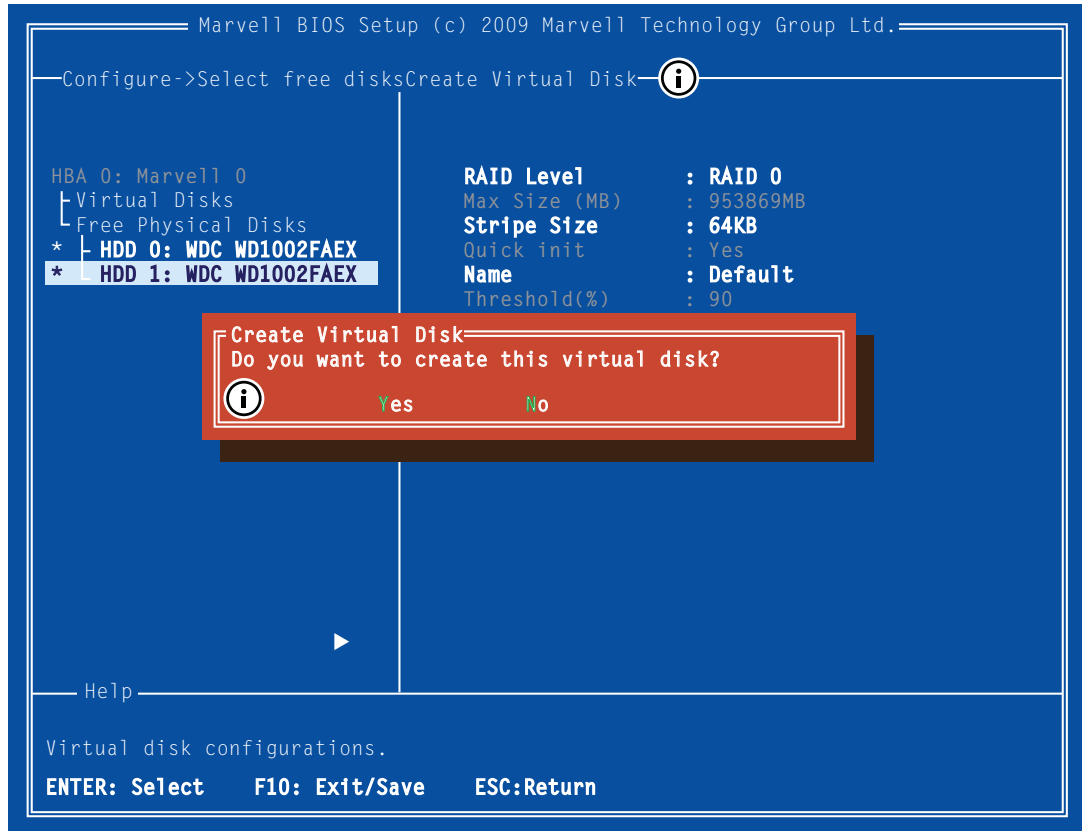 Marvell BIOS Setup (c) 2009 Marvell Technology Group Ltd.
Configure->Select free disksCreate Virtual Disk
i
HBA 0: Marvell 0
Virtual Disks
Free Physical Disks
* HDD 0: WDC WD1002FAEX
* HDD 1: WDC WD1002FAEX
RAID Level : RAID 0
Max Size (MB) : 953869MB
Stripe Size : 64KB
Quick init : Yes
Name : Default
Threshold(%) : 90
Create Virtual Disk
Do you want to create this virtual disk?
i
Yes No
Help
Virtual disk configurations.
ENTER: Select F10: Exit/Save ESC:Return